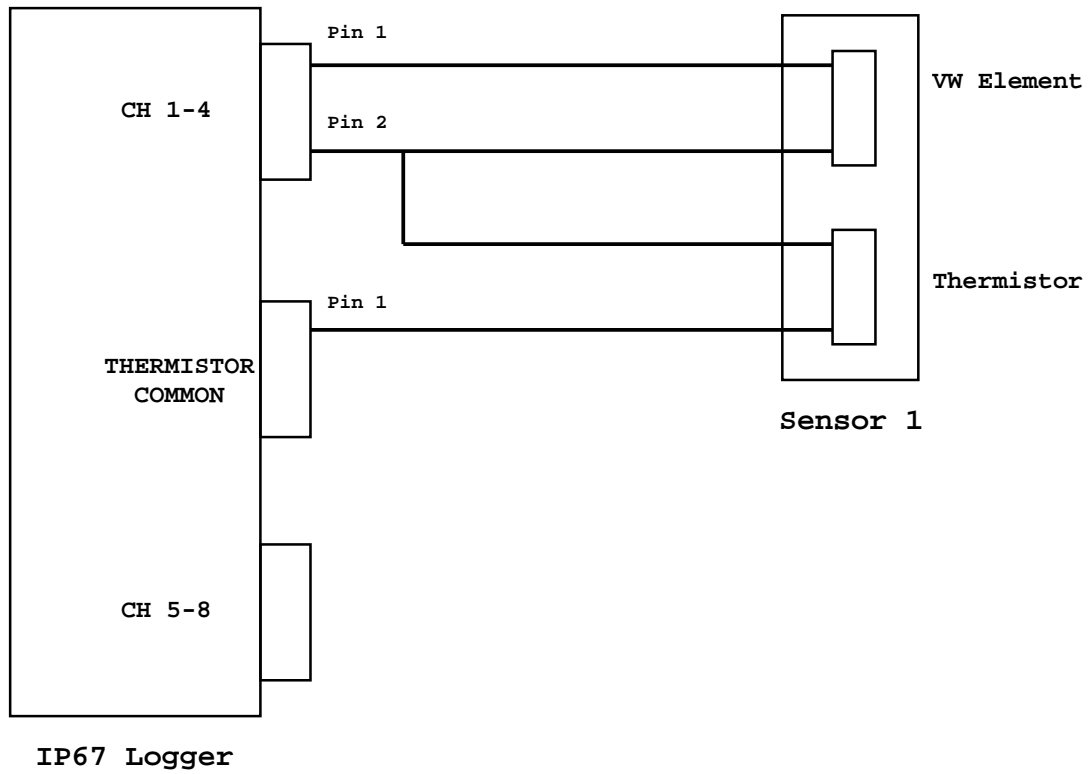 Pin 1
VW Element
CH 1-4
Pin 2
Thermistor
Pin 1
THERMISTOR
COMMON
Sensor 1
CH 5-8
IP67 Logger